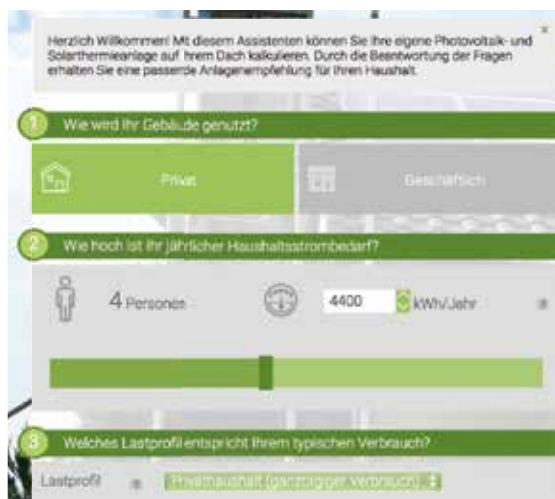 Herzlich Willkommen! Mit diesem Assistenten können Sie Ihre eigene Photovoltaik- und
Solarthermieanlage auf Ihrem Dach kalkulieren. Durch die Beantwortung der Fragen
erhalten Sie eine passende Anlagenempfehlung für Ihren Haushalt.
1 Wie wird Ihr Gebäude genutzt?
Privat Geschäftlich
2 Wie hoch ist Ihr jährlicher Haushaltsstrombedarf?
4 Personen 4400 kWh/Jahr
3 Welches Lastprofil entspricht Ihrem typischen Verbrauch?
Lastprofil Privathaushalt (ganztägiger Verbrauch)